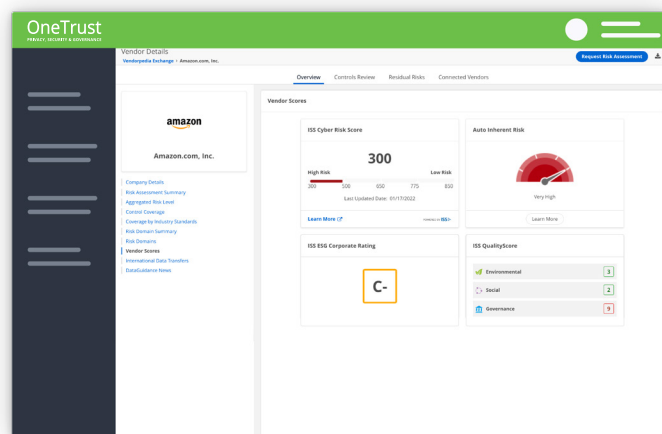 OneTrust
PRIVACY, SECURITY & GOVERNANCE
Vendor Details
Vendorpedia Exchange • Amazon.com, Inc.
Request Risk Assessment
Overview
Controls Review
Residual Risks
Connected Vendors
amazon
Amazon.com, Inc.
Company Details
Risk Assessment Summary
Aggregated Risk Level
Control Coverage
Coverage by Industry Standards
Risk Domain Summary
Risk Domains
Vendor Scores
International Data Transfers
DataGuidance News
Vendor Scores
ISS Cyber Risk Score
300
High Risk Low Risk
300 500 650 775 850
Last Updated Date: 01/17/2022
Learn More
POWERED BY ISS
Auto Inherent Risk
Very High
Learn More
ISS ESG Corporate Rating
C-
ISS QualityScore
Environmental 3
Social 2
Governance 9